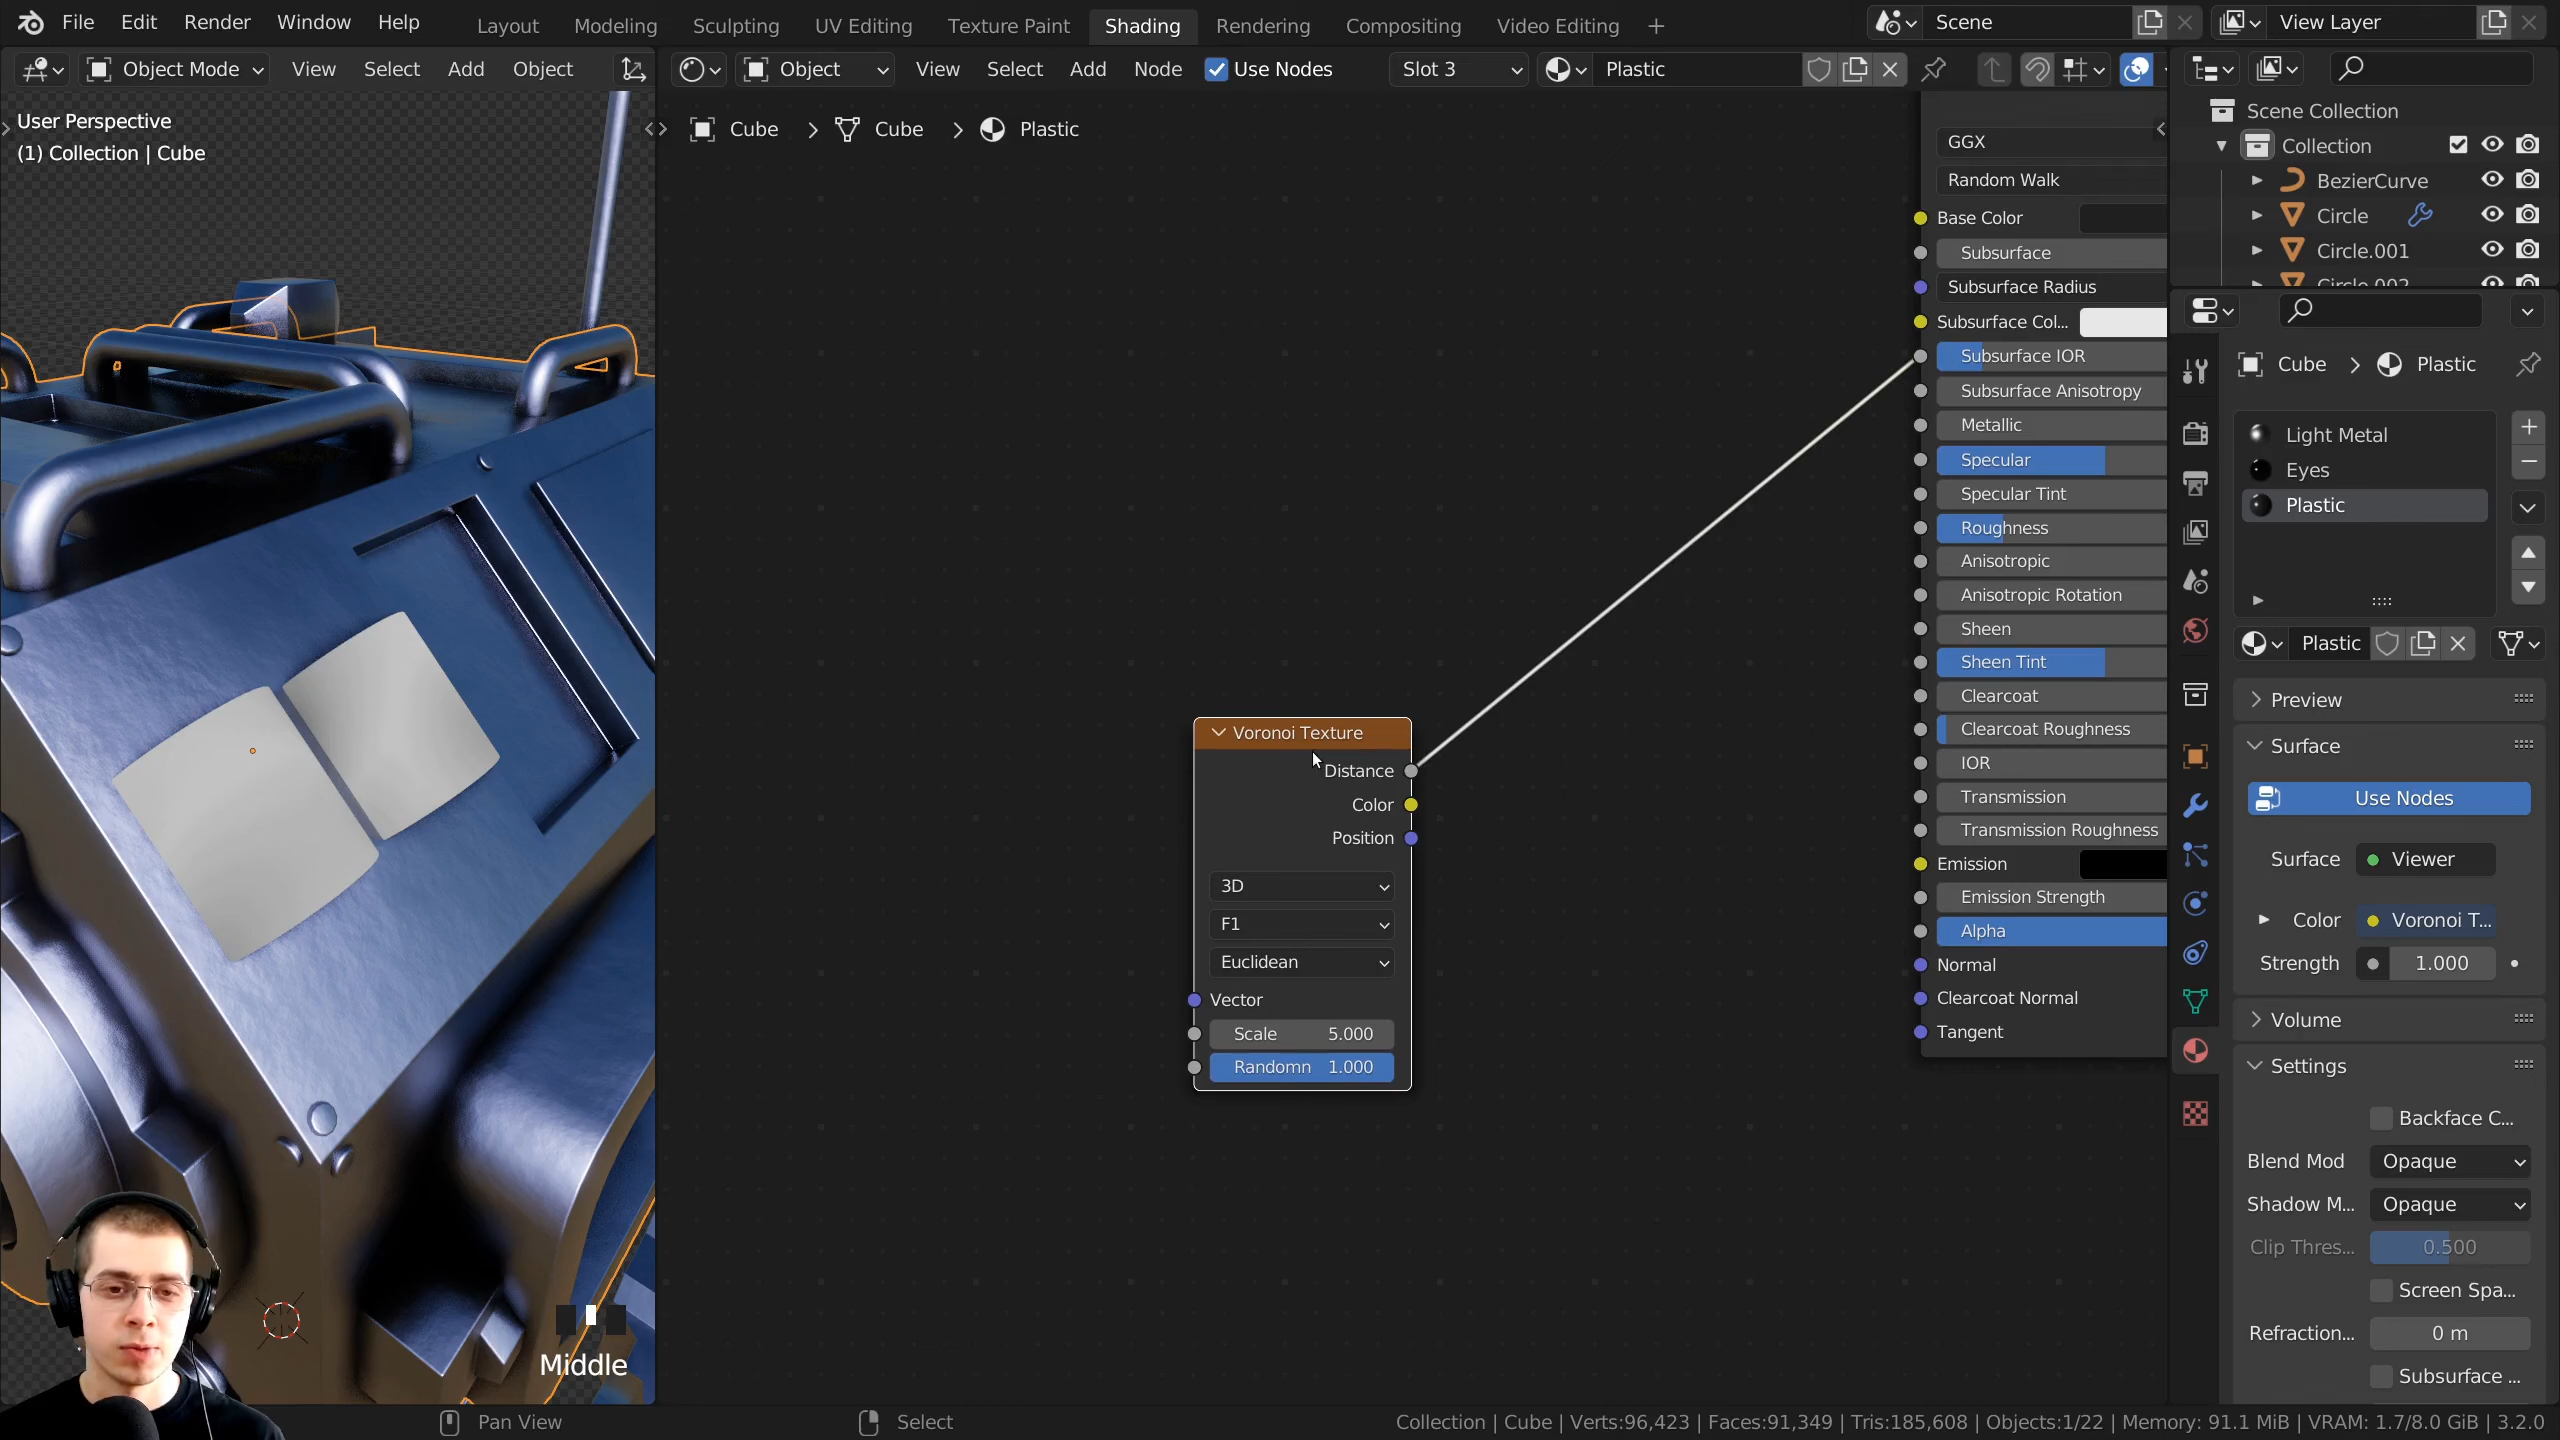 File Edit Render Window Help
Layout Modeling Sculpting UV Editing Texture Paint Shading Rendering Compositing Video Editing +
Scene
View Layer
Object Mode View Select Add Object
Object View Select Add Node Use Nodes Slot 3 Plastic
User Perspective
(1) Collection | Cube
Cube > Cube > Plastic
GGX
Random Walk
Base Color
Subsurface
Subsurface Radius
Subsurface Col...
Subsurface IOR
Subsurface Anisotropy
Metallic
Specular
Specular Tint
Roughness
Anisotropic
Anisotropic Rotation
Sheen
Sheen Tint
Clearcoat
Clearcoat Roughness
IOR
Transmission
Transmission Roughness
Emission
Emission Strength
Alpha
Normal
Clearcoat Normal
Tangent
Voronoi Texture
Distance
Color
Position
3D
F1
Euclidean
Vector
Scale 5.000
Randomn 1.000
Scene Collection
Collection
BezierCurve
Circle
Circle.001
Circle.002
Cube > Plastic
Light Metal
Eyes
Plastic
Plastic
Preview
Surface
Use Nodes
Surface Viewer
Color Voronoi T...
Strength 1.000
Volume
Settings
Backface C...
Blend Mod Opaque
Shadow M... Opaque
Clip Thres... 0.500
Screen Spa...
Refraction... 0 m
Subsurface ...
Middle
Pan View
Select
Collection | Cube | Verts:96,423 | Faces:91,349 | Tris:185,608 | Objects:1/22 | Memory: 91.1 MiB | VRAM: 1.7/8.0 GiB | 3.2.0